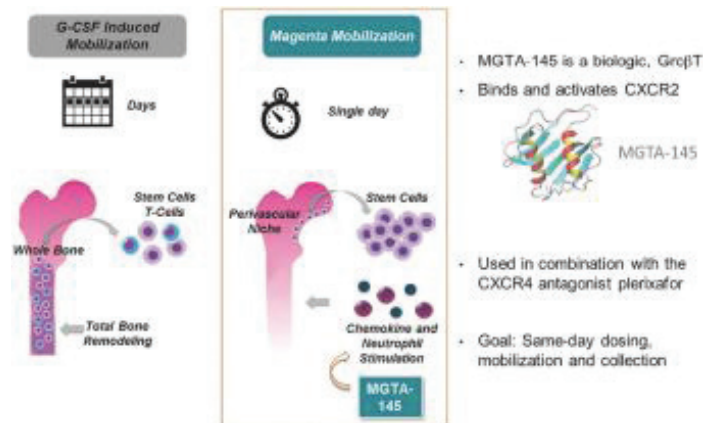 G-CSF Induced
Mobilization
Days
Stem Cells
T-Cells
Whole Bone
Total Bone
Remodeling
Magenta Mobilization
Single day
Perivascular
Niche
Stem Cells
Chemokine and
Neutrophil
Stimulation
MGTA-
145
• MGTA-145 is a biologic, GroβT
• Binds and activates CXCR2
MGTA-145
• Used in combination with the
CXCR4 antagonist plerixafor
• Goal: Same-day dosing,
mobilization and collection